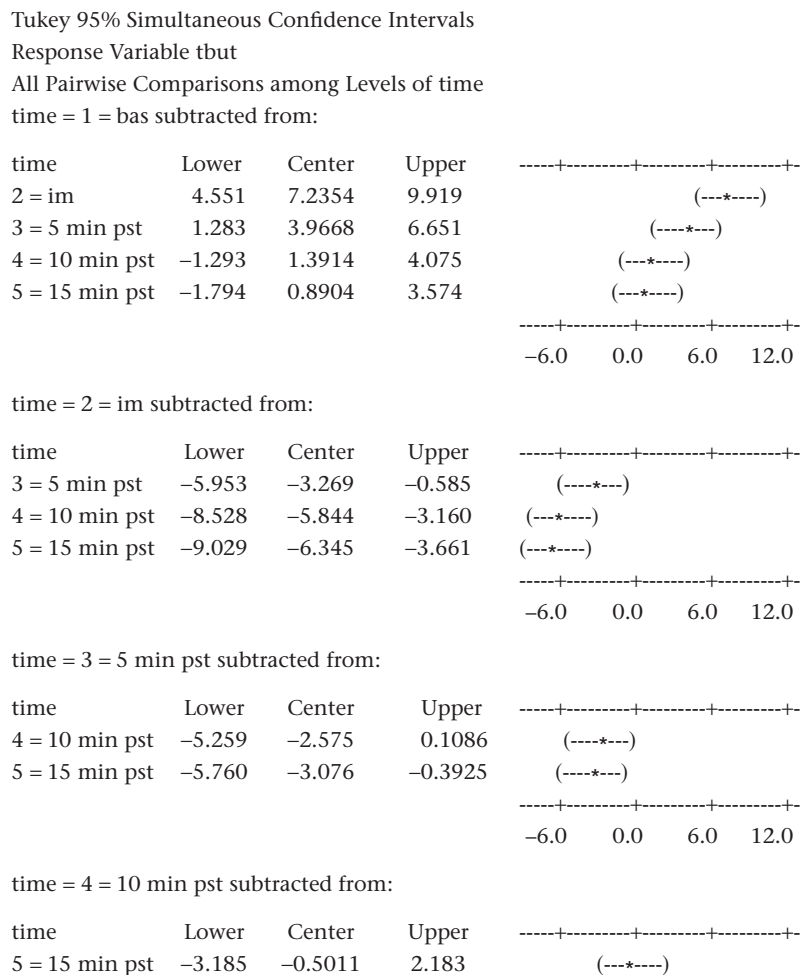 Tukey 95% Simultaneous Confidence Intervals
Response Variable tbut
All Pairwise Comparisons among Levels of time
time = 1 = bas subtracted from:
time Lower Center Upper -----+---------+---------+---------+-
2 = im 4.551 7.2354 9.919 (---*----)
3 = 5 min pst 1.283 3.9668 6.651 (----*---)
4 = 10 min pst –1.293 1.3914 4.075 (---*----)
5 = 15 min pst –1.794 0.8904 3.574 (---*----)
-----+---------+---------+---------+-
–6.0 0.0 6.0 12.0
time = 2 = im subtracted from:
time Lower Center Upper -----+---------+---------+---------+-
3 = 5 min pst –5.953 –3.269 –0.585 (----*---)
4 = 10 min pst –8.528 –5.844 –3.160 (---*----)
5 = 15 min pst –9.029 –6.345 –3.661 (---*----)
-----+---------+---------+---------+-
–6.0 0.0 6.0 12.0
time = 3 = 5 min pst subtracted from:
time Lower Center Upper -----+---------+---------+---------+-
4 = 10 min pst –5.259 –2.575 0.1086 (----*---)
5 = 15 min pst –5.760 –3.076 –0.3925 (----*---)
-----+---------+---------+---------+-
–6.0 0.0 6.0 12.0
time = 4 = 10 min pst subtracted from:
time Lower Center Upper -----+---------+---------+---------+-
5 = 15 min pst –3.185 –0.5011 2.183 (---*----)